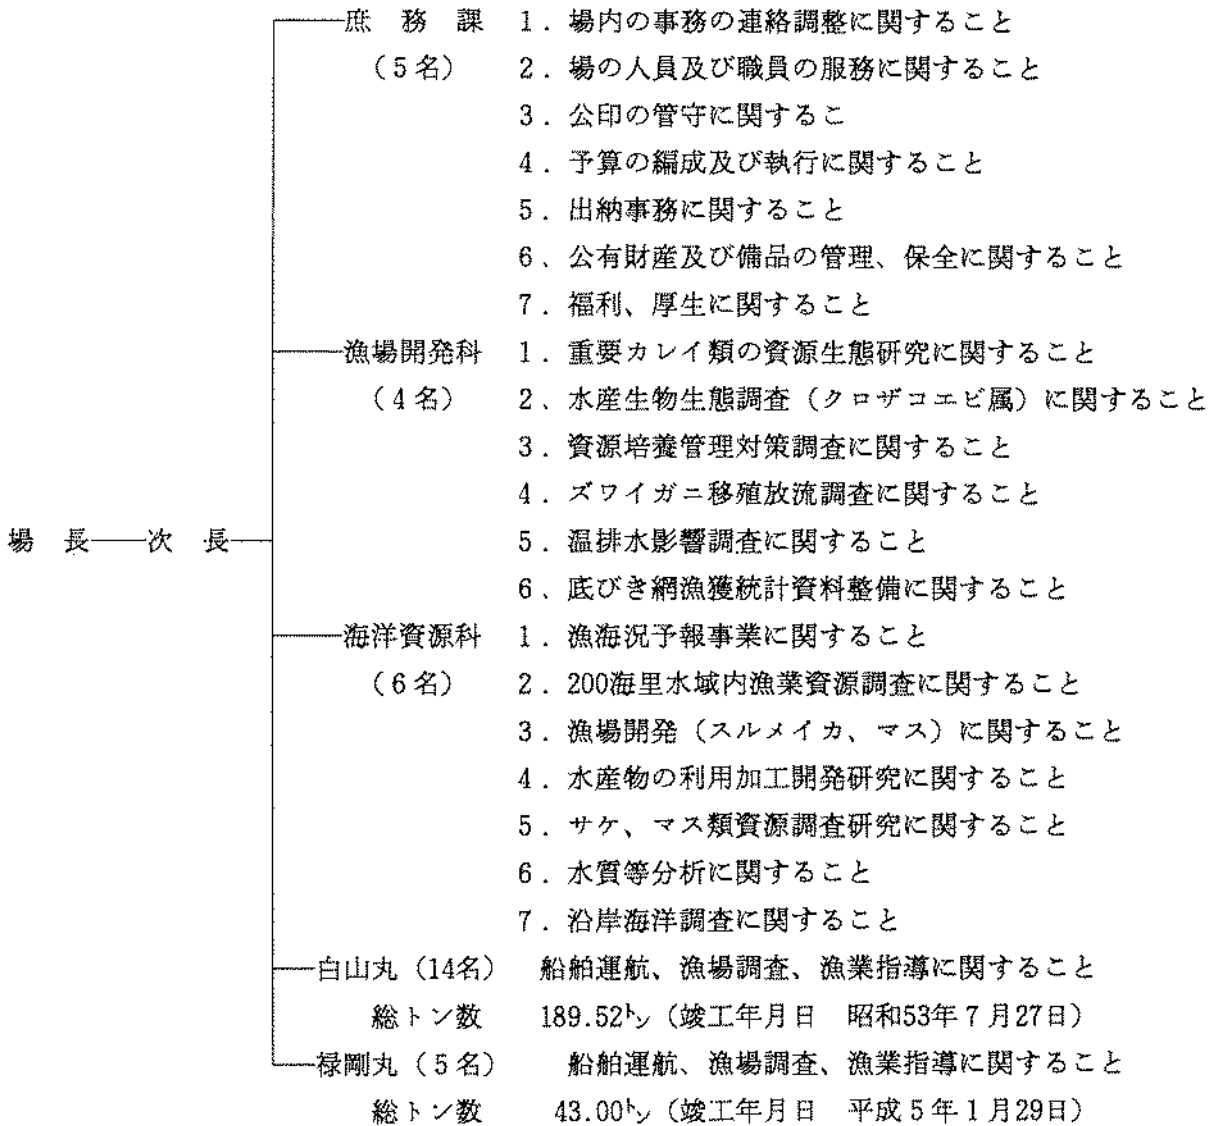 庶務課 1．場内の事務の連絡調整に関すること
（5名） 2．場の人員及び職員の服務に関すること
3．公印の管守に関するこ
4．予算の編成及び執行に関すること
5．出納事務に関すること
6、公有財産及び備品の管理、保全に関すること
7．福利、厚生に関すること
漁場開発科 1．重要カレイ類の資源生態研究に関すること
（4名） 2、水産生物生態調査（クロザコエビ属）に関すること
3．資源培養管理対策調査に関すること
4．ズワイガニ移殖放流調査に関すること
場長 次長 5．温排水影響調査に関すること
6、底びき網漁獲統計資料整備に関すること
海洋資源科 1．漁海況予報事業に関すること
（6名） 2．200海里水域内漁業資源調査に関すること
3．漁場開発（スルメイカ、マス）に関すること
4．水産物の利用加工開発研究に関すること
5．サケ、マス類資源調査研究に関すること
6．水質等分析に関すること
7．沿岸海洋調査に関すること
白山丸（14名） 船舶運航、漁場調査、漁業指導に関すること
総トン数 189.52㌧（竣工年月日 昭和53年7月27日）
禄剛丸（5名） 船舶運航、漁場調査、漁業指導に関すること
総トン数 43.00㌧（竣工年月日 平成5年1月29日）